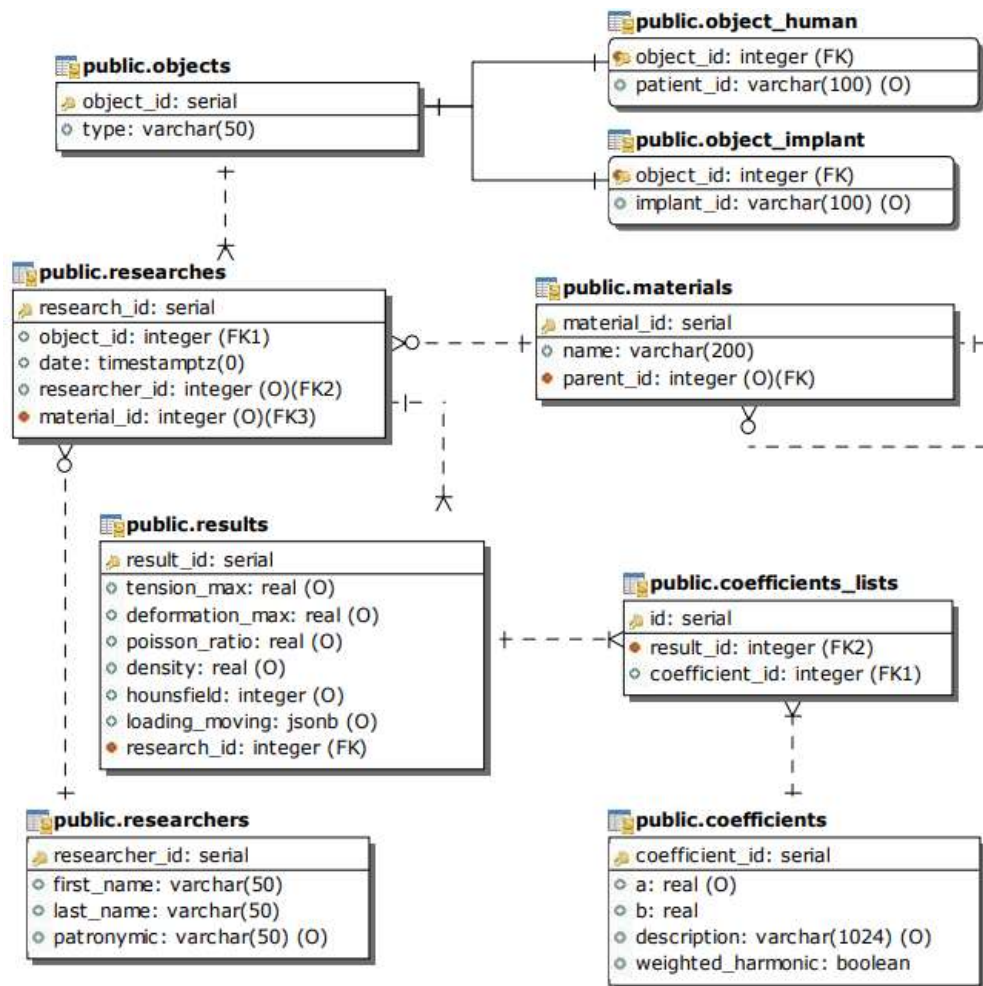 public.object_human
object_id: integer (FK)
patient_id: varchar(100) (O)
public.objects
object_id: serial
type: varchar(50)
public.object_implant
object_id: integer (FK)
implant_id: varchar(100) (O)
public.researches
research_id: serial
object_id: integer (FK1)
date: timestamptz(0)
researcher_id: integer (O)(FK2)
material_id: integer (O)(FK3)
public.materials
material_id: serial
name: varchar(200)
parent_id: integer (O)(FK)
public.results
result_id: serial
tension_max: real (O)
deformation_max: real (O)
poisson_ratio: real (O)
density: real (O)
hounsfield: integer (O)
loading_moving: jsonb (O)
research_id: integer (FK)
public.coefficients_lists
id: serial
result_id: integer (FK2)
coefficient_id: integer (FK1)
public.researchers
researcher_id: serial
first_name: varchar(50)
last_name: varchar(50)
patronymic: varchar(50) (O)
public.coefficients
coefficient_id: serial
a: real (O)
b: real
description: varchar(1024) (O)
weighted_harmonic: boolean